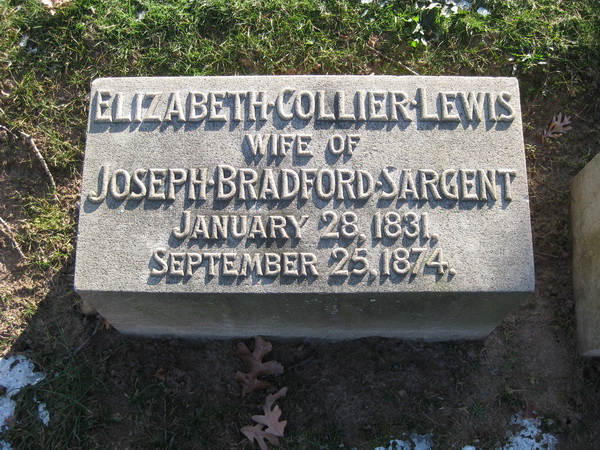 ELIZABETH·COLLIER·LEWIS
WIFE OF
JOSEPH·BRADFORD·SARGENT
JANUARY 28, 1831,
SEPTEMBER 25, 1874.